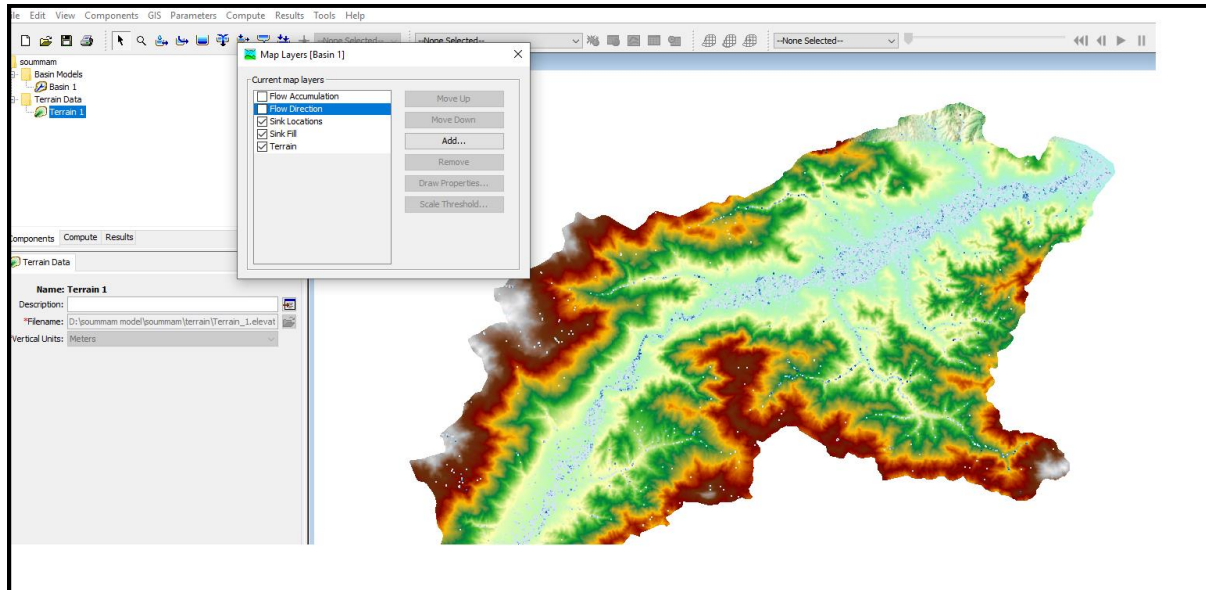 le Edit View Components GIS Parameters Compute Results Tools Help
--None Selected-- --None Selected-- --None Selected--
soummam
Basin Models
Basin 1
Terrain Data
Terrain 1
Map Layers [Basin 1]
Current map layers
Flow Accumulation
Flow Direction
Sink Locations
Sink Fill
Terrain
Move Up
Move Down
Add...
Remove
Draw Properties...
Scale Threshold...
omponents Compute Results
Terrain Data
Name: Terrain 1
Description:
*Filename: D:\soummam model\soummam\terrain\Terrain_1.elevat
Vertical Units: Meters